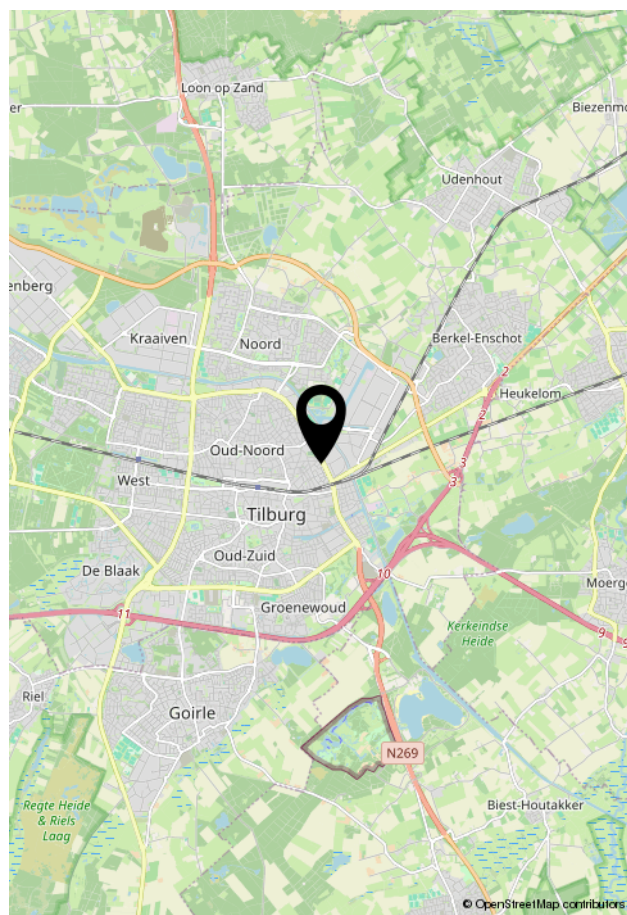 Loon op Zand
er
Biezenmo
Udenhout
enberg
Kraaiven
Noord
Berkel-Enschot
2
Heukelom
2
Oud-Noord
3
West
3
Tilburg
Oud-Zuid
De Blaak
10
Moerge
Groenewoud
11
Kerkeindse
Heide
9
9
Riel
Goirle
N269
Regte Heide
& Riels
Laag
Biest-Houtakker
© OpenStreetMap contributors